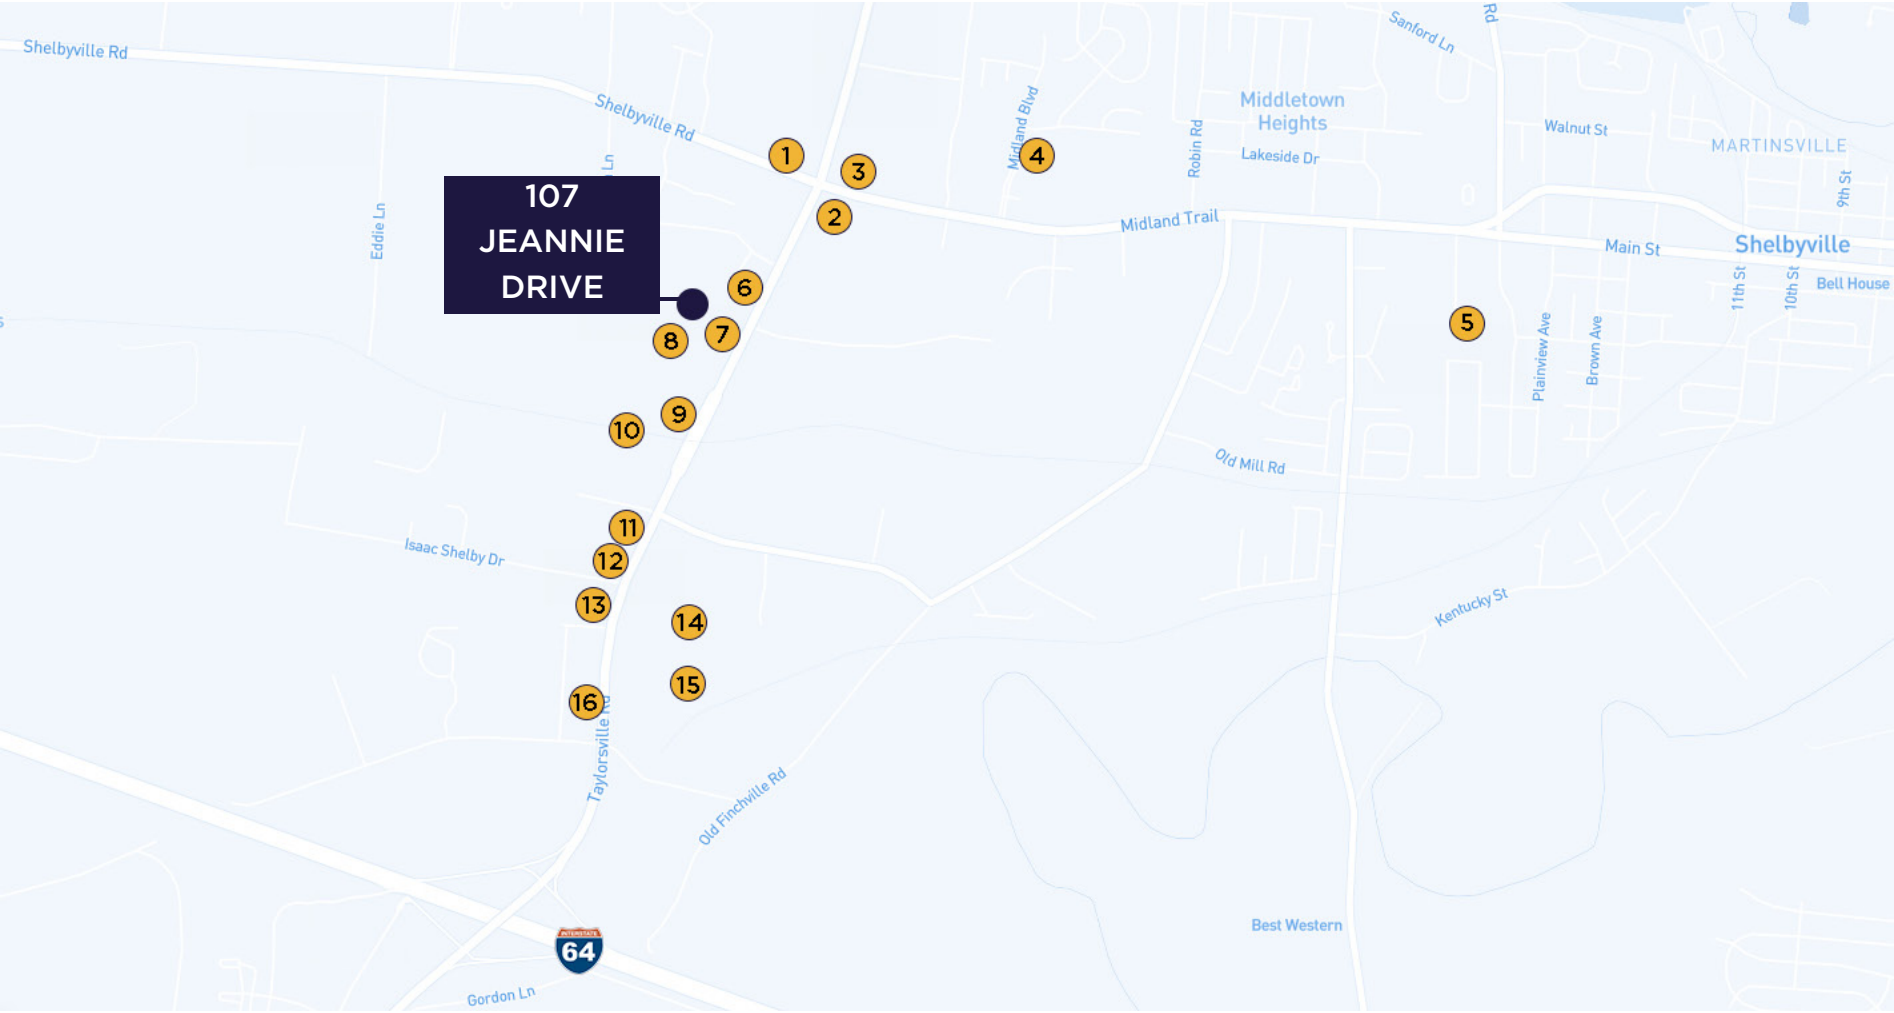 Shelbyville Rd
Shelbyville Rd
Sanford Ln
Rd
Midland Blvd
Middletown
Heights
Robin Rd
Lakeside Dr
Walnut St
MARTINSVILLE
9th St
Ln
1
3
4
2
Midland Trail
Main St
Shelbyville
Bell House
11th St
10th St
Eddie Ln
107
JEANNIE
DRIVE
6
7
8
5
Plainview Ave
Brown Ave
9
10
Old Mill Rd
11
12
13
14
15
16
Isaac Shelby Dr
Kentucky St
Taylorsville Rd
Old Finchville Rd
Best Western
INTERSTATE
64
Gordon Ln